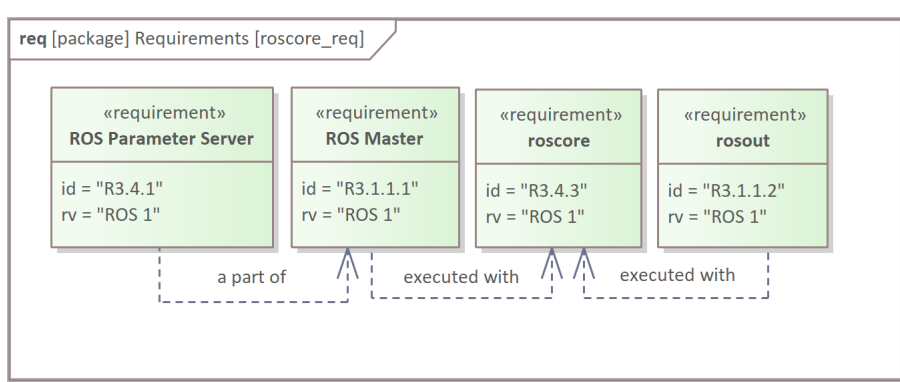 req [package] Requirements [roscore_req]
«requirement»
ROS Parameter Server
id = "R3.4.1"
rv = "ROS 1"
«requirement»
ROS Master
id = "R3.1.1.1"
rv = "ROS 1"
«requirement»
roscore
id = "R3.4.3"
rv = "ROS 1"
«requirement»
rosout
id = "R3.1.1.2"
rv = "ROS 1"
a part of
executed with
executed with